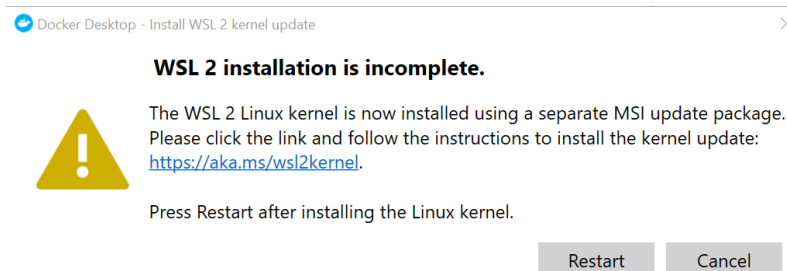 Docker Desktop - Install WSL 2 kernel update
WSL 2 installation is incomplete.
The WSL 2 Linux kernel is now installed using a separate MSI update package.
Please click the link and follow the instructions to install the kernel update:
https://aka.ms/wsl2kernel.
Press Restart after installing the Linux kernel.
Restart Cancel